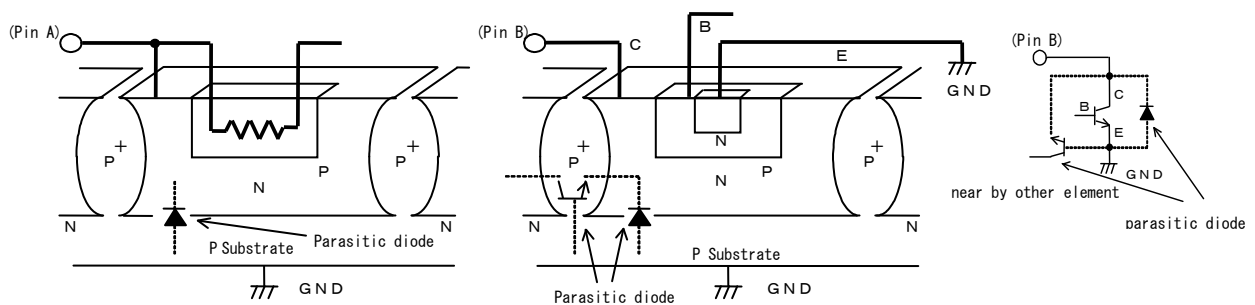 (Pin A)
P+
N
P
P+
N
N
P Substrate
Parasitic diode
GND
(Pin B)
C
B
E
GND
P+
N
P
N
P+
N
N
P Substrate
Parasitic diode
GND
(Pin B)
C
B
E
GND
near by other element
parasitic diode